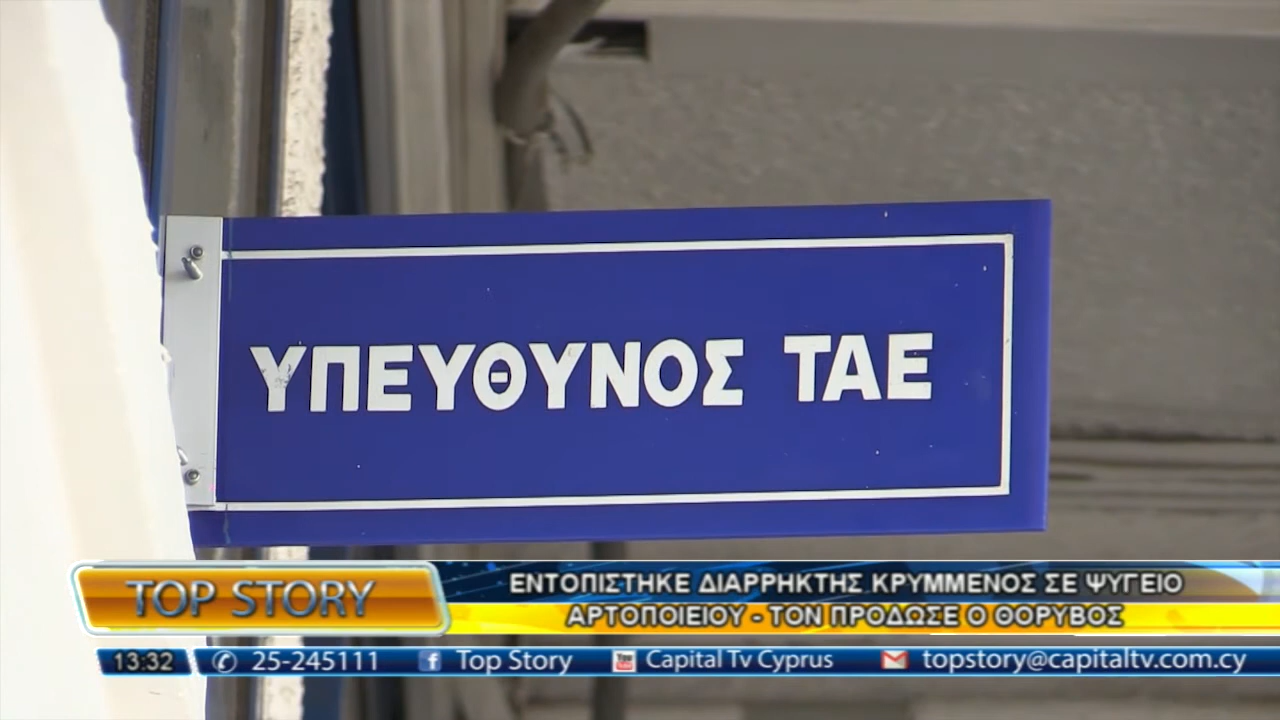 ΥΠΕΥΘΥΝΟΣ ΤΑΕ
TOP STORY
ΕΝΤΟΠΙΣΤΗΚΕ ΔΙΑΡΡΗΚΤΗΣ ΚΡΥΜΜΕΝΟΣ ΣΕ ΨΥΓΕΙΟ
ΑΡΤΟΠΟΙΕΙΟΥ - ΤΟΝ ΠΡΟΔΩΣΕ Ο ΘΟΡΥΒΟΣ
13:32 25-245111 Top Story Capital Tv Cyprus topstory@capitaltv.com.cy